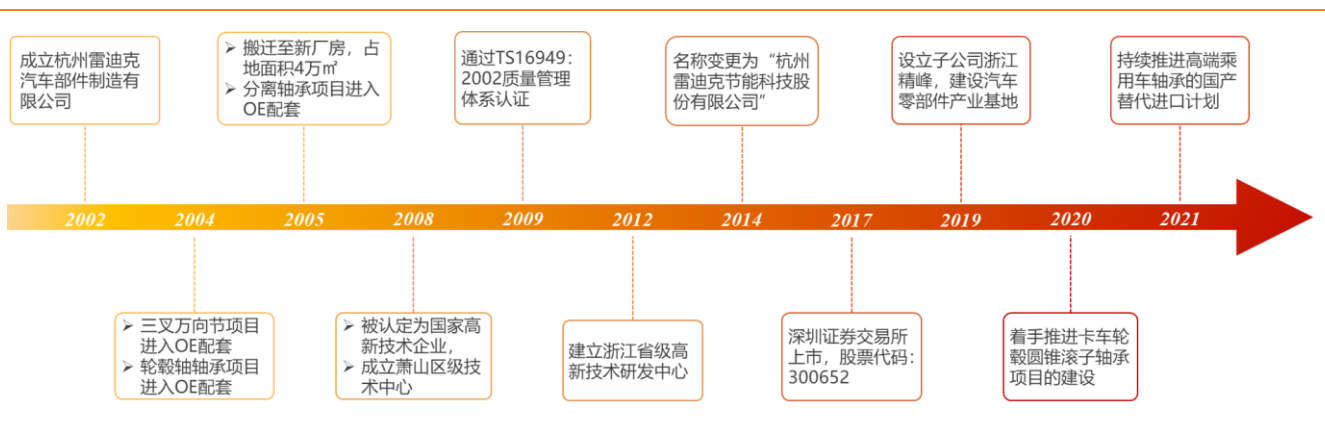 成立杭州雷迪克
汽车部件制造有
限公司
➢ 搬迁至新厂房，占
地面积4万㎡
➢ 分离轴承项目进入
OE配套
通过TS16949：
2002质量管理
体系认证
名称变更为“杭州
雷迪克节能科技股
份有限公司”
设立子公司浙江
精峰，建设汽车
零部件产业基地
持续推进高端乘
用车轴承的国产
替代进口计划
2002
2004
2005
2008
2009
2012
2014
2017
2019
2020
2021
➢ 三叉万向节项目
进入OE配套
➢ 轮毂轴轴承项目
进入OE配套
➢ 被认定为国家高
新技术企业，
➢ 成立萧山区级技
术中心
建立浙江省级高
新技术研发中心
深圳证券交易所
上市，股票代码：
300652
着手推进卡车轮
毂圆锥滚子轴承
项目的建设